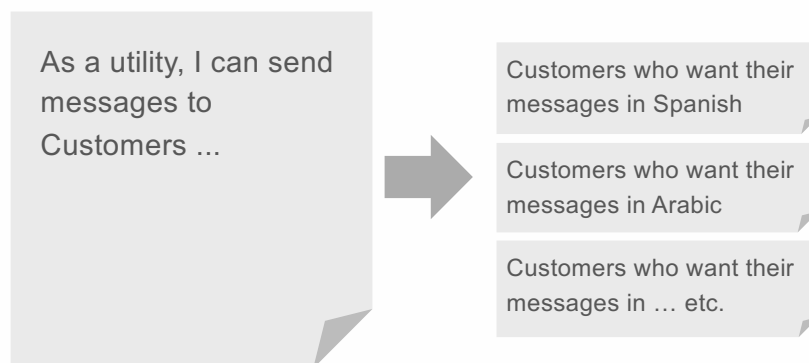 As a utility, I can send
messages to
Customers ...
Customers who want their
messages in Spanish
Customers who want their
messages in Arabic
Customers who want their
messages in … etc.